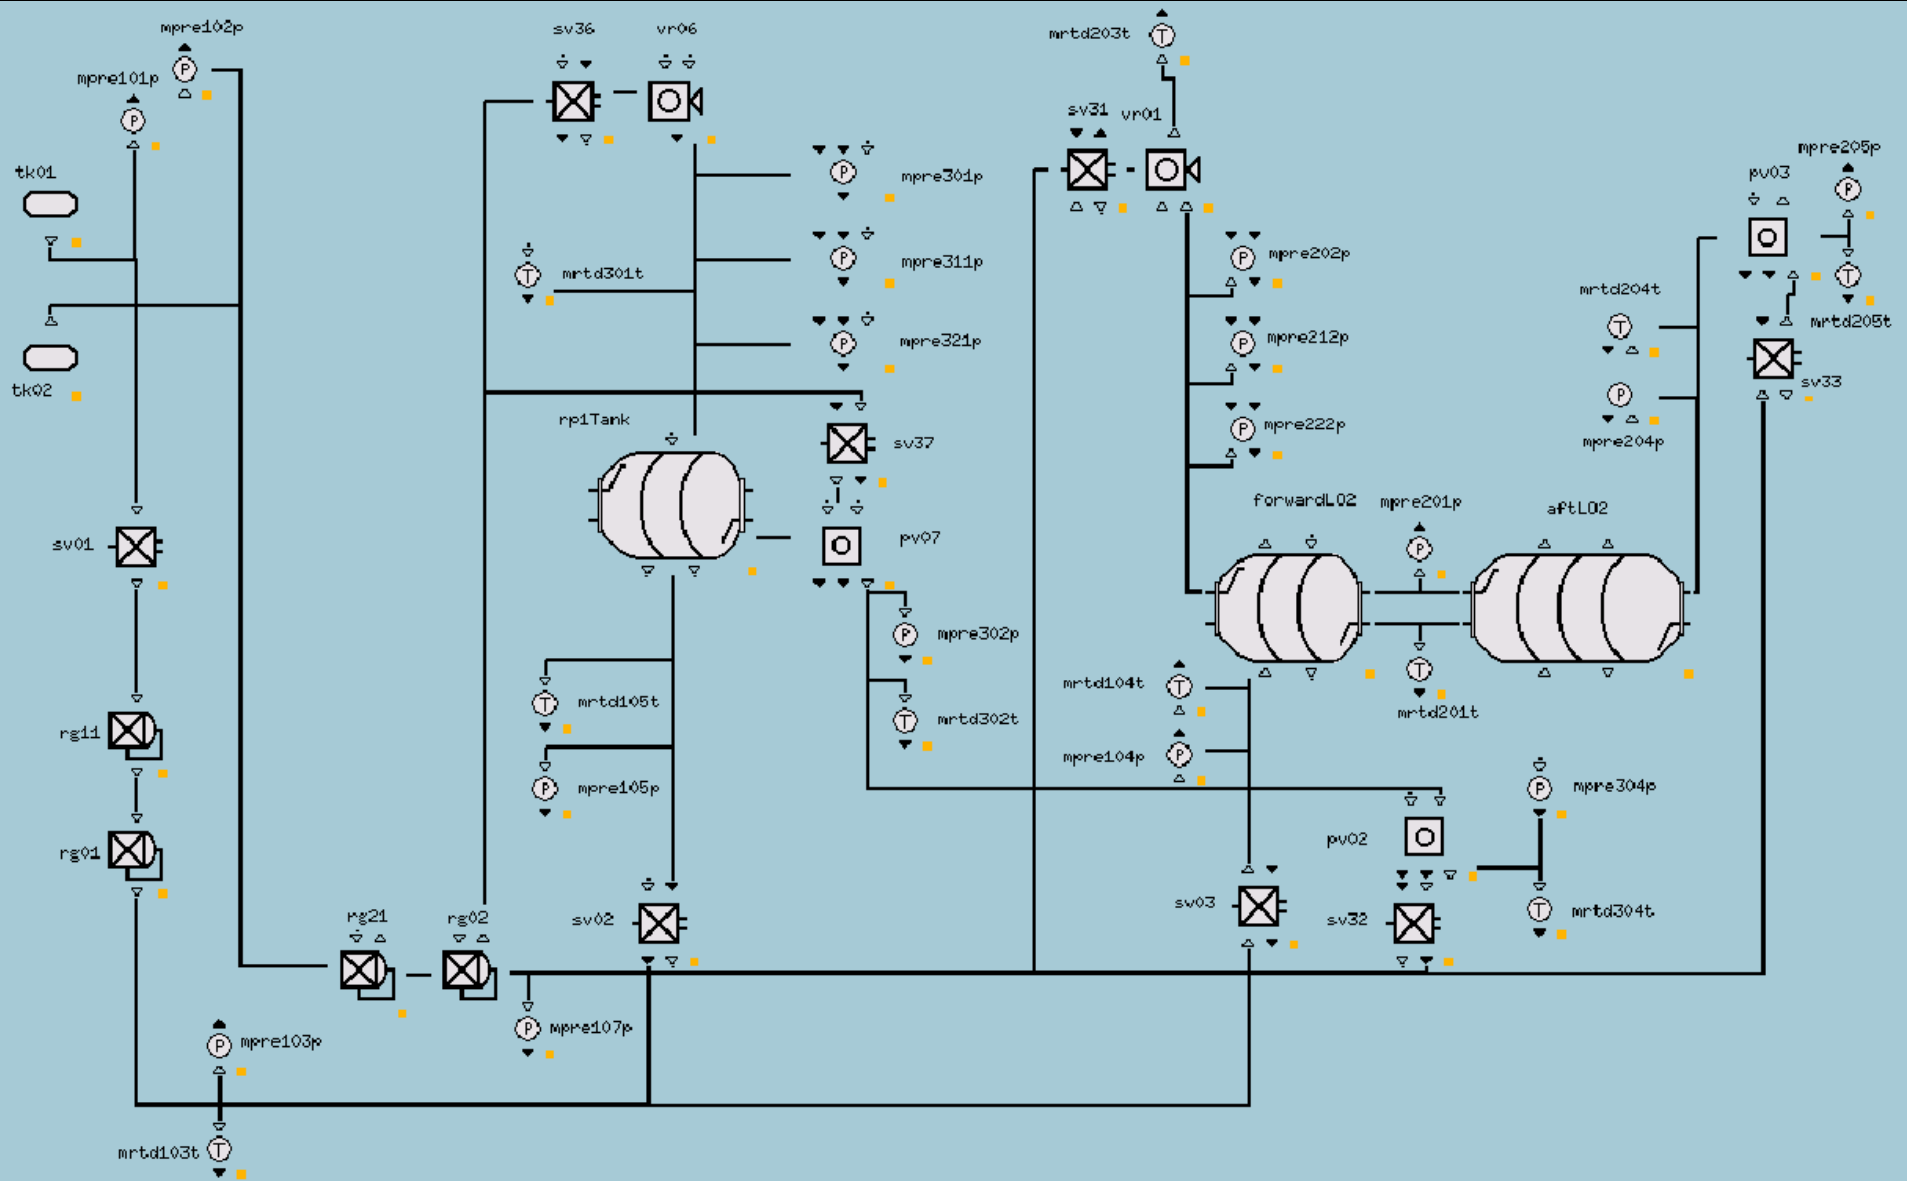 mpre102p
sv36
vr06
mrtd203t
mpre101p
P
T
P
sv31
vr01
mpre205p
tk01
pv03
P
mpre301p
P
mpre202p
P
mrtd301t
T
mpre311p
P
mrtd204t
T
T
mrtd205t
mpre212p
P
mpre321p
P
tk02
sv33
P
mpre204p
rp1Tank
mpre222p
P
sv37
forwardLO2
mpre201p
aftLO2
sv01
pv07
P
P
mpre302p
T
mrtd201t
mrtd104t
T
T
mrtd105t
T
mrtd302t
rg11
mpre104p
P
P
mpre105p
P
mpre304p
pv02
rg01
sv03
sv32
T
mrtd304t
rg21
rg02
sv02
P
mpre107p
P
mpre103p
mrtd103t
T